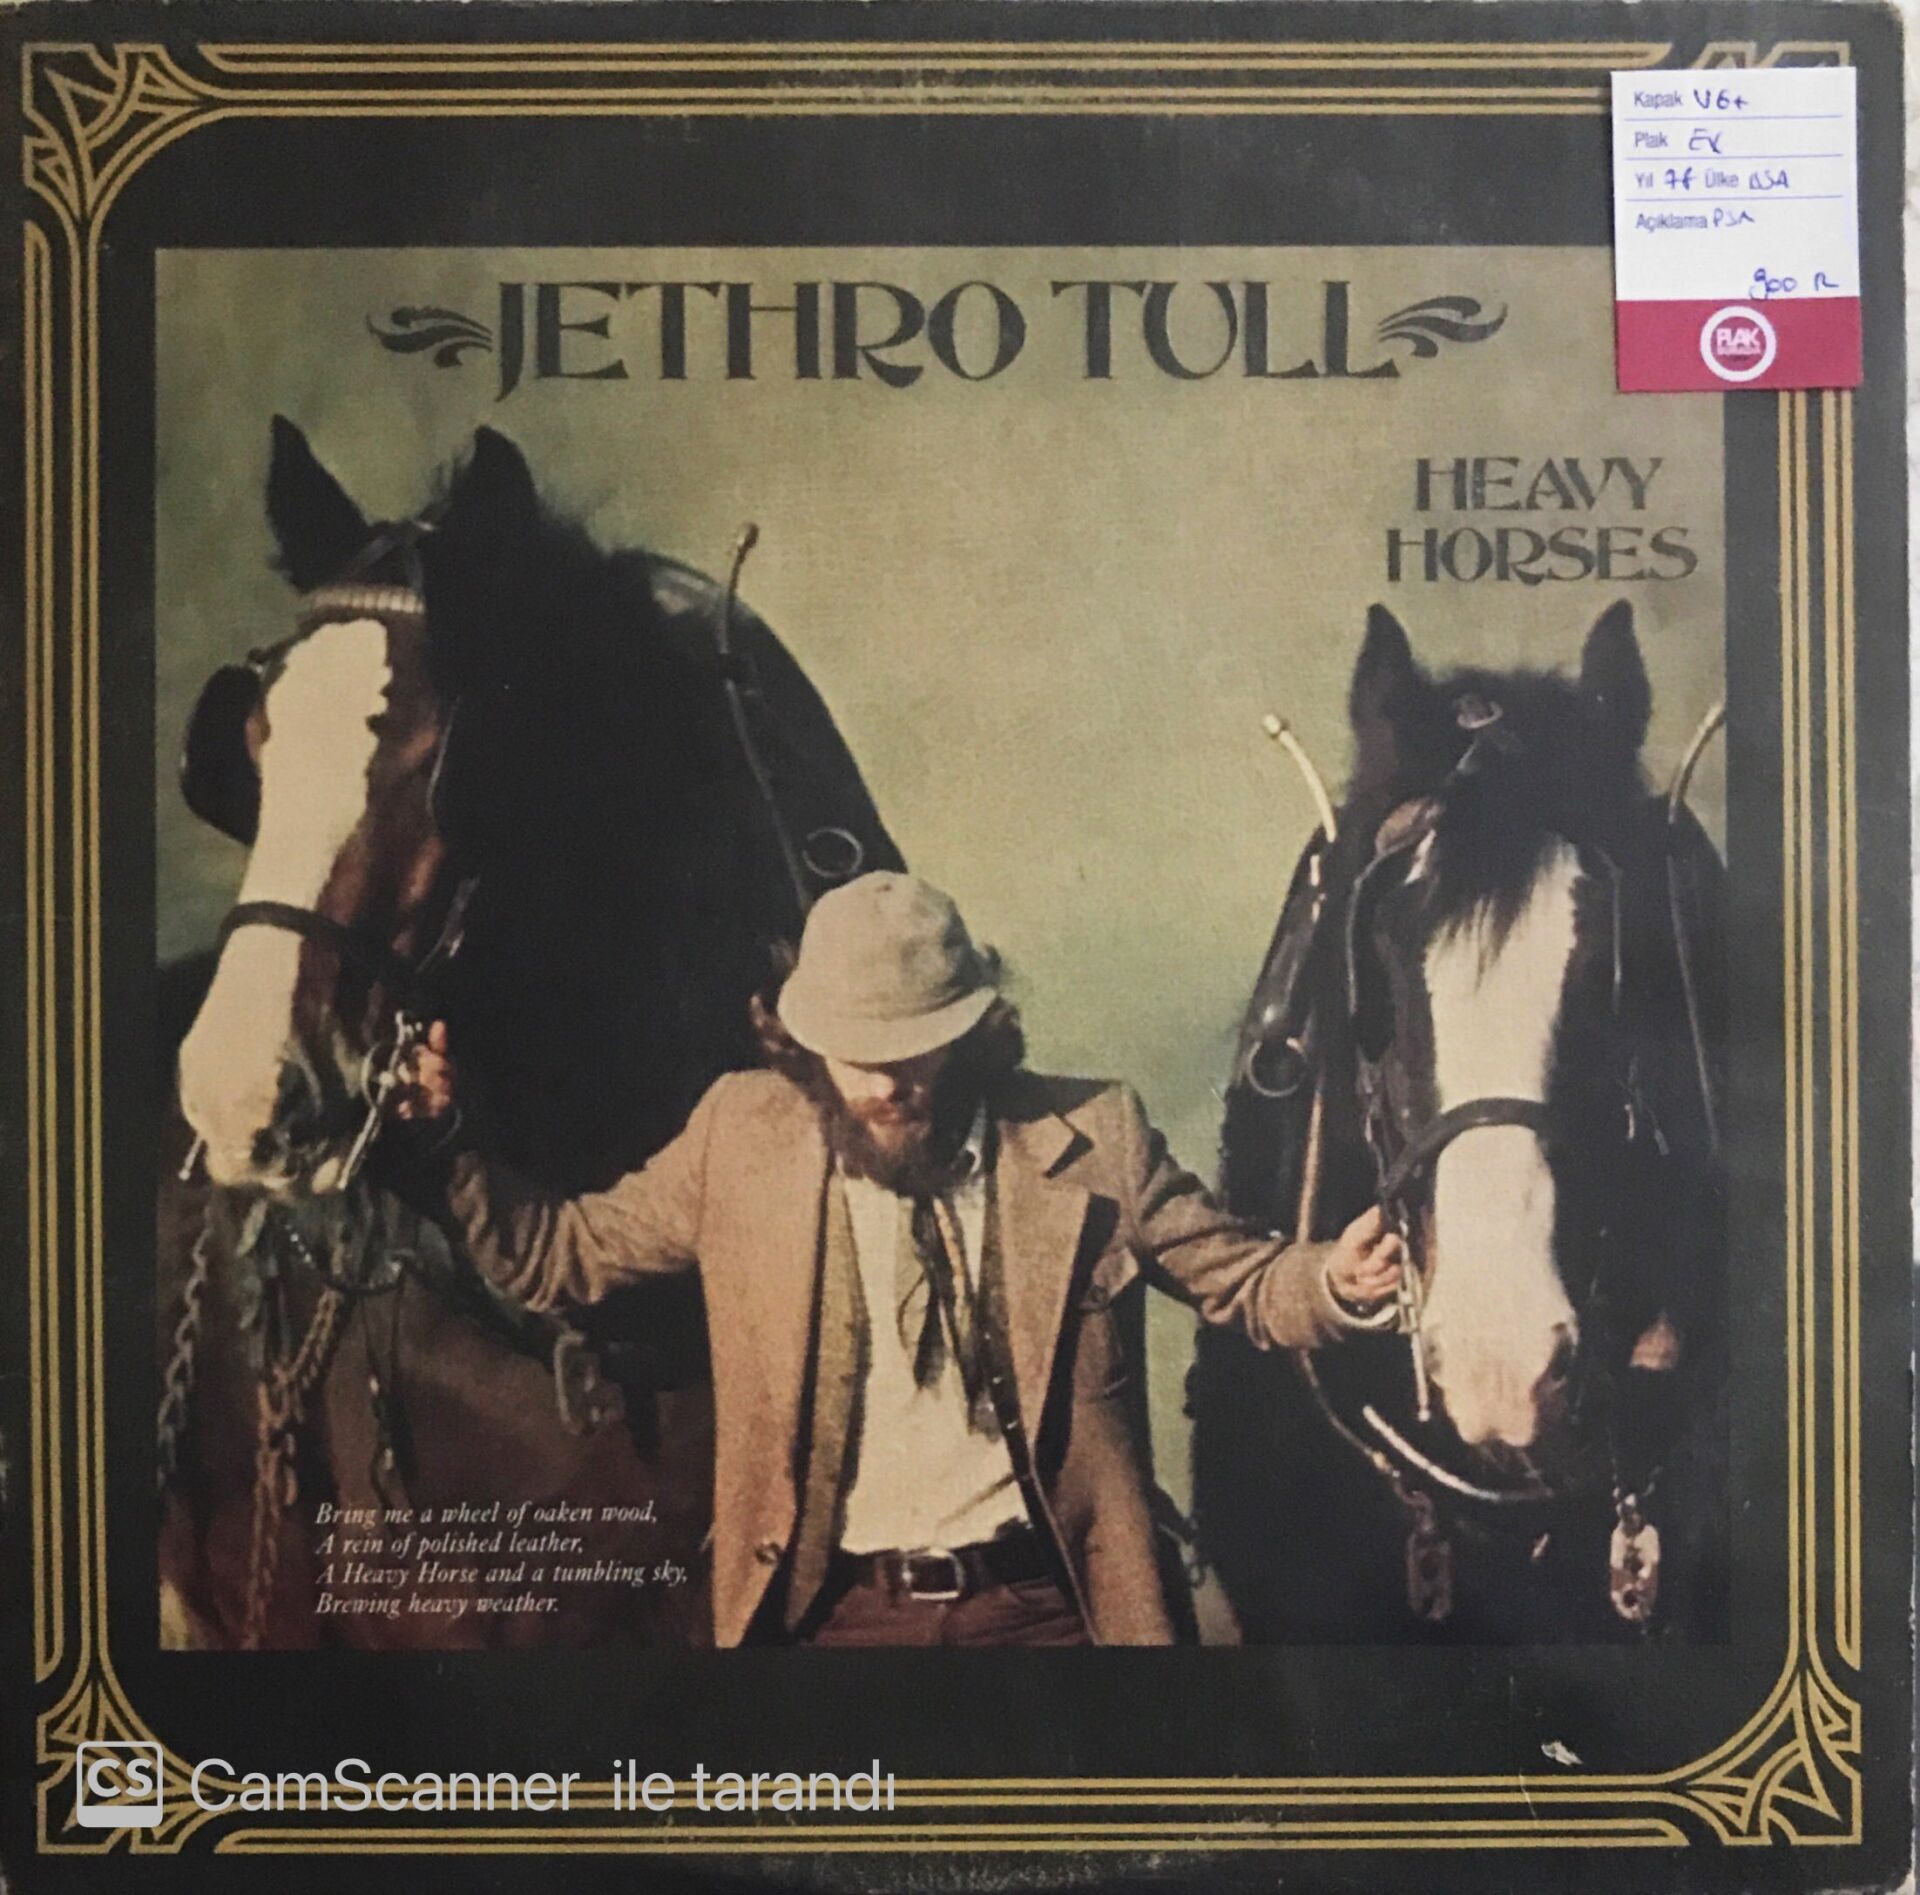 Kapak VG+
Plak EX
Yıl 78 Ülke USA
Açıklama
900
PLAK
JETHRO TULL
HEAVY
HORSES
Bring me a wheel of oaken wood,
A rein of polished leather,
A Heavy Horse and a tumbling sky,
Brewing heavy weather.
CS CamScanner ile tarandı